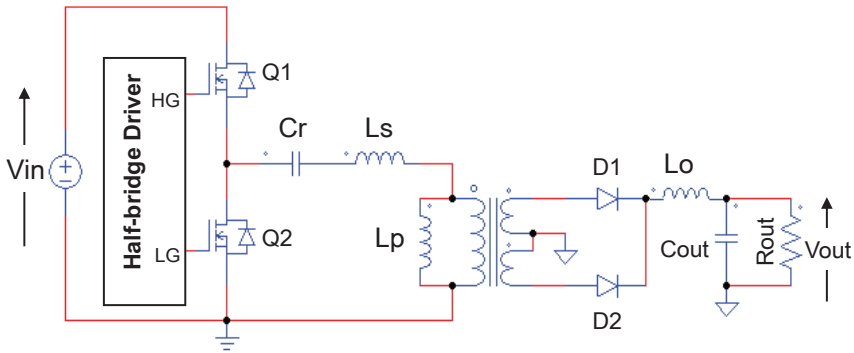 Vin
Half-bridge Driver
HG
LG
Q1
Q2
Cr
Ls
Lp
D1
D2
Lo
Cout
Rout
Vout